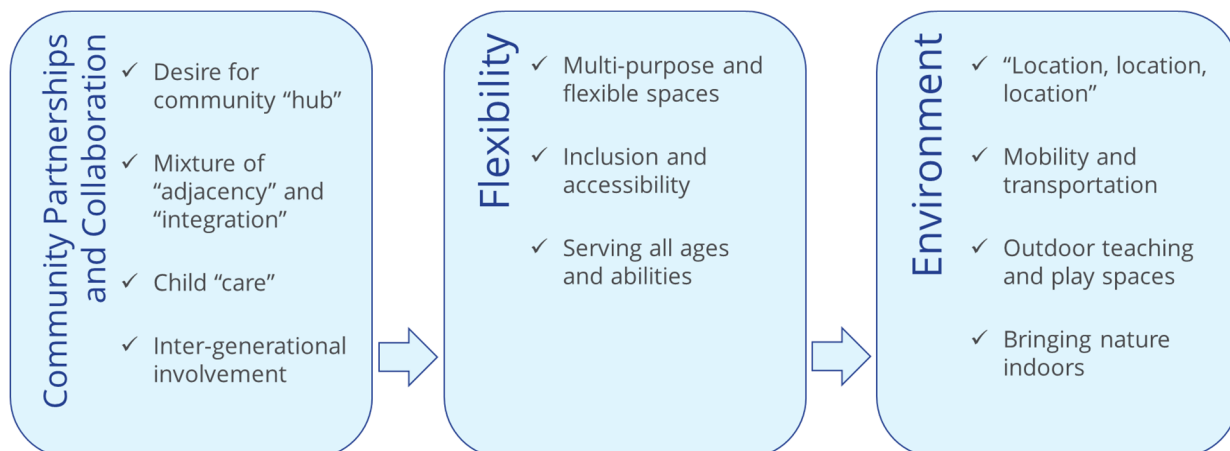 Community Partnerships
and Collaboration
✓ Desire for
community “hub”
✓ Mixture of
“adjacency” and
“integration”
✓ Child “care”
✓ Inter-generational
involvement
Flexibility
✓ Multi-purpose and
flexible spaces
✓ Inclusion and
accessibility
✓ Serving all ages
and abilities
Environment
✓ “Location, location,
location”
✓ Mobility and
transportation
✓ Outdoor teaching
and play spaces
✓ Bringing nature
indoors